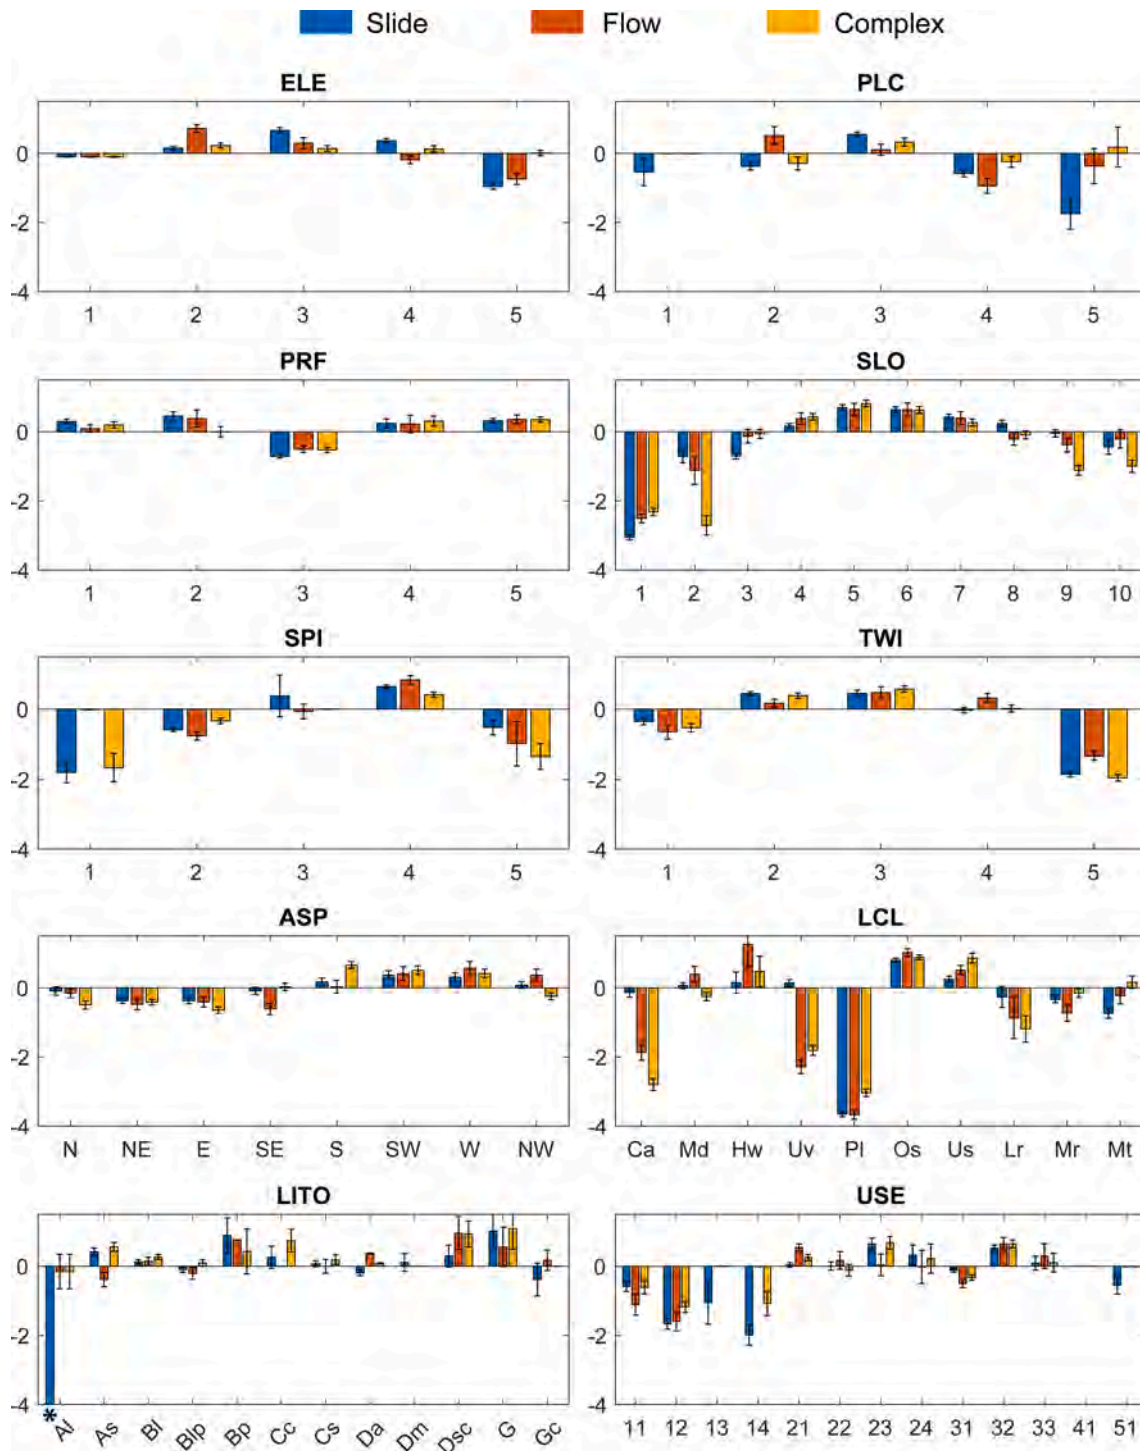 Slide Flow Complex
ELE PLC
0 0
-2 -2
-4 -4
1 2 3 4 5 1 2 3 4 5
PRF SLO
0 0
-2 -2
-4 -4
1 2 3 4 5 1 2 3 4 5 6 7 8 9 10
SPI TWI
0 0
-2 -2
-4 -4
1 2 3 4 5 1 2 3 4 5
ASP LCL
0 0
-2 -2
-4 -4
N NE E SE S SW W NW Ca Md Hw Uv Pl Os Us Lr Mr Mt
LITO USE
0 0
-2 -2
-4 -4
* Al As Bl Blp Bp Cc Cs Da Dm Dsc G Gc 11 12 13 14 21 22 23 24 31 32 33 41 51